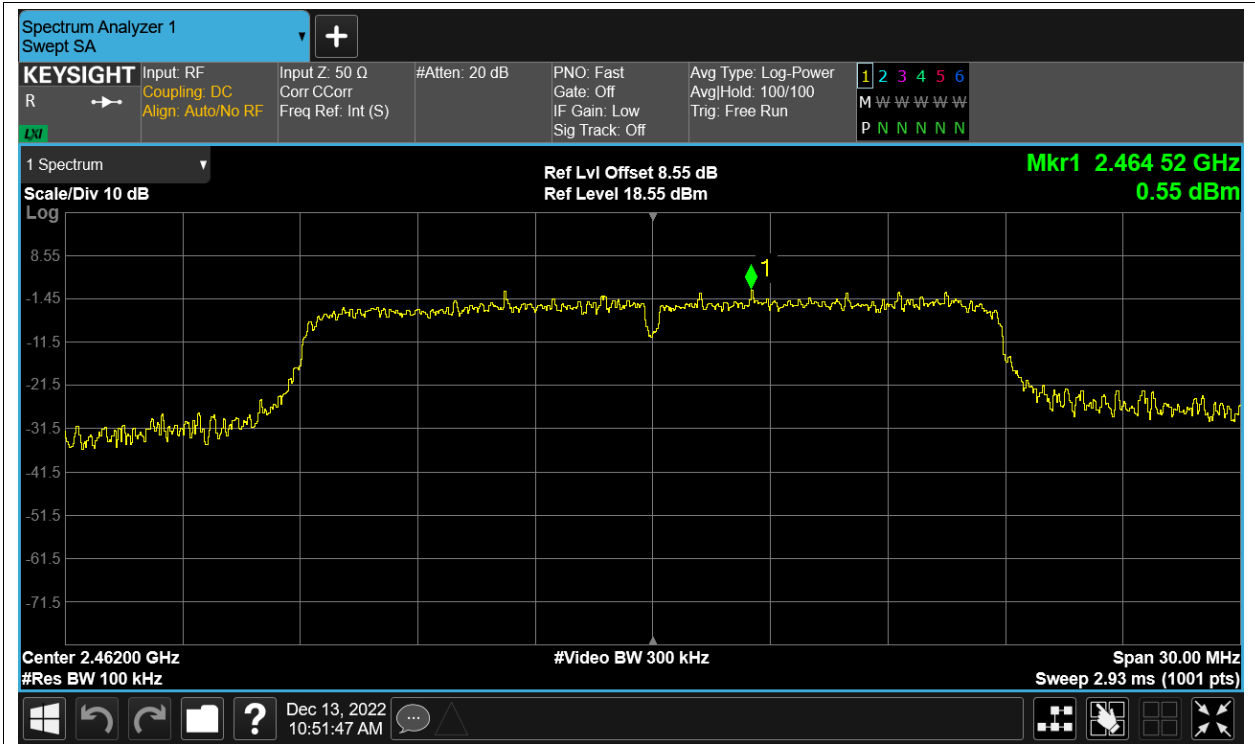 Spectrum Analyzer 1
Swept SA
KEYSIGHT
R
LXI
Input: RF
Coupling: DC
Align: Auto/No RF
Input Z: 50 Ω
Corr CCorr
Freq Ref: Int (S)
#Atten: 20 dB
PNO: Fast
Gate: Off
IF Gain: Low
Sig Track: Off
Avg Type: Log-Power
Avg|Hold: 100/100
Trig: Free Run
1 2 3 4 5 6
M W W W W W
P N N N N N
1 Spectrum
Scale/Div 10 dB
Log
Ref Lvl Offset 8.55 dB
Ref Level 18.55 dBm
Mkr1 2.464 52 GHz
0.55 dBm
8.55
1
-1.45
-11.5
-21.5
-31.5
-41.5
-51.5
-61.5
-71.5
Center 2.46200 GHz
#Res BW 100 kHz
#Video BW 300 kHz
Span 30.00 MHz
Sweep 2.93 ms (1001 pts)
?
Dec 13, 2022
10:51:47 AM